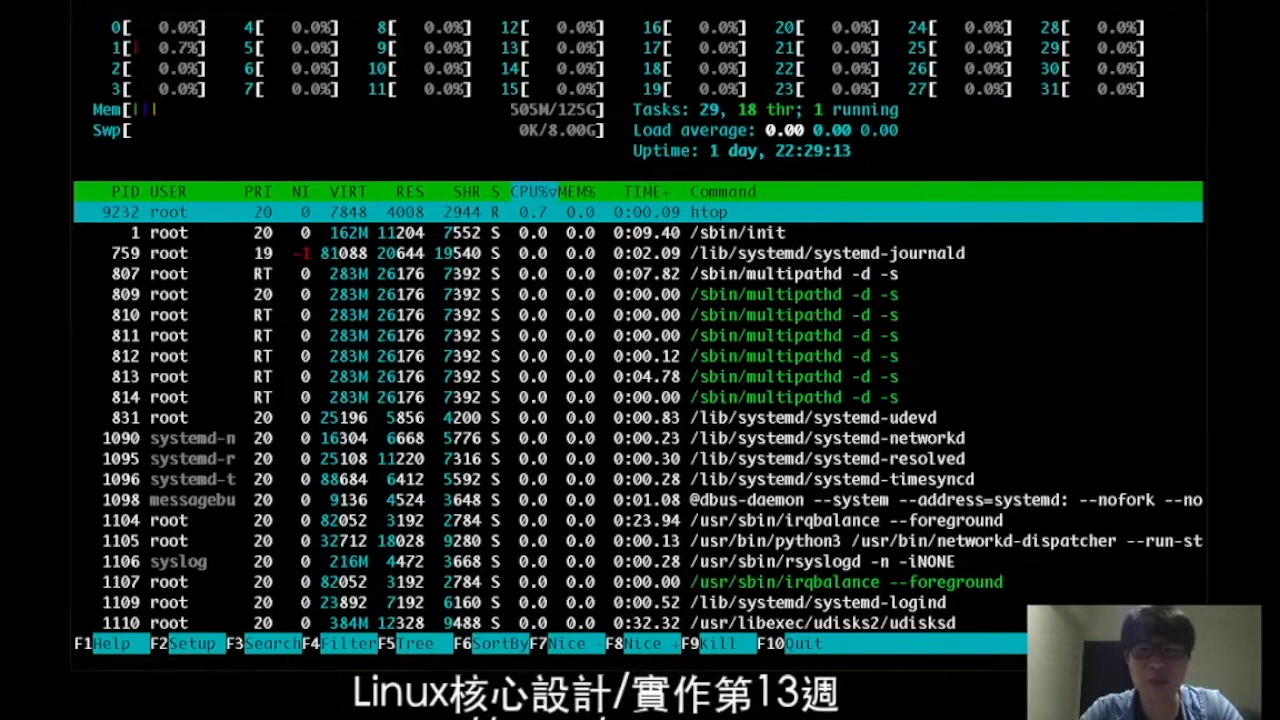 0[ 0.0%] 4[ 0.0%] 8[ 0.0%] 12[ 0.0%] 16[ 0.0%] 20[ 0.0%] 24[ 0.0%] 28[ 0.0%]
1[| 0.7%] 5[ 0.0%] 9[ 0.0%] 13[ 0.0%] 17[ 0.0%] 21[ 0.0%] 25[ 0.0%] 29[ 0.0%]
2[ 0.0%] 6[ 0.0%] 10[ 0.0%] 14[ 0.0%] 18[ 0.0%] 22[ 0.0%] 26[ 0.0%] 30[ 0.0%]
3[ 0.0%] 7[ 0.0%] 11[ 0.0%] 15[ 0.0%] 19[ 0.0%] 23[ 0.0%] 27[ 0.0%] 31[ 0.0%]
Mem[||| 505M/125G] Tasks: 29, 18 thr; 1 running
Swp[ 0K/8.00G] Load average: 0.00 0.00 0.00
Uptime: 1 day, 22:29:13
PID USER PRI NI VIRT RES SHR S CPU%▽MEM% TIME+ Command
9232 root 20 0 7848 4008 2944 R 0.7 0.0 0:00.09 htop
1 root 20 0 162M 11204 7552 S 0.0 0.0 0:09.40 /sbin/init
759 root 19 -1 81088 20644 19540 S 0.0 0.0 0:02.09 /lib/systemd/systemd-journald
807 root RT 0 283M 26176 7392 S 0.0 0.0 0:07.82 /sbin/multipathd -d -s
809 root 20 0 283M 26176 7392 S 0.0 0.0 0:00.00 /sbin/multipathd -d -s
810 root RT 0 283M 26176 7392 S 0.0 0.0 0:00.00 /sbin/multipathd -d -s
811 root RT 0 283M 26176 7392 S 0.0 0.0 0:00.00 /sbin/multipathd -d -s
812 root RT 0 283M 26176 7392 S 0.0 0.0 0:00.12 /sbin/multipathd -d -s
813 root RT 0 283M 26176 7392 S 0.0 0.0 0:04.78 /sbin/multipathd -d -s
814 root RT 0 283M 26176 7392 S 0.0 0.0 0:00.00 /sbin/multipathd -d -s
831 root 20 0 25196 5856 4200 S 0.0 0.0 0:00.83 /lib/systemd/systemd-udevd
1090 systemd-n 20 0 16304 6668 5776 S 0.0 0.0 0:00.23 /lib/systemd/systemd-networkd
1095 systemd-r 20 0 25108 11220 7316 S 0.0 0.0 0:00.30 /lib/systemd/systemd-resolved
1096 systemd-t 20 0 88684 6412 5592 S 0.0 0.0 0:00.28 /lib/systemd/systemd-timesyncd
1098 messagebu 20 0 9136 4524 3648 S 0.0 0.0 0:01.08 @dbus-daemon --system --address=systemd: --nofork --no
1104 root 20 0 82052 3192 2784 S 0.0 0.0 0:23.94 /usr/sbin/irqbalance --foreground
1105 root 20 0 32712 18028 9280 S 0.0 0.0 0:00.13 /usr/bin/python3 /usr/bin/networkd-dispatcher --run-st
1106 syslog 20 0 216M 4472 3668 S 0.0 0.0 0:00.28 /usr/sbin/rsyslogd -n -iNONE
1107 root 20 0 82052 3192 2784 S 0.0 0.0 0:00.00 /usr/sbin/irqbalance --foreground
1109 root 20 0 23892 7192 6160 S 0.0 0.0 0:00.52 /lib/systemd/systemd-logind
1110 root 20 0 384M 12328 9488 S 0.0 0.0 0:32.32 /usr/libexec/udisks2/udisksd
F1Help F2Setup F3SearchF4FilterF5Tree F6SortByF7Nice -F8Nice +F9Kill F10Quit
Linux核心設計/實作第13週